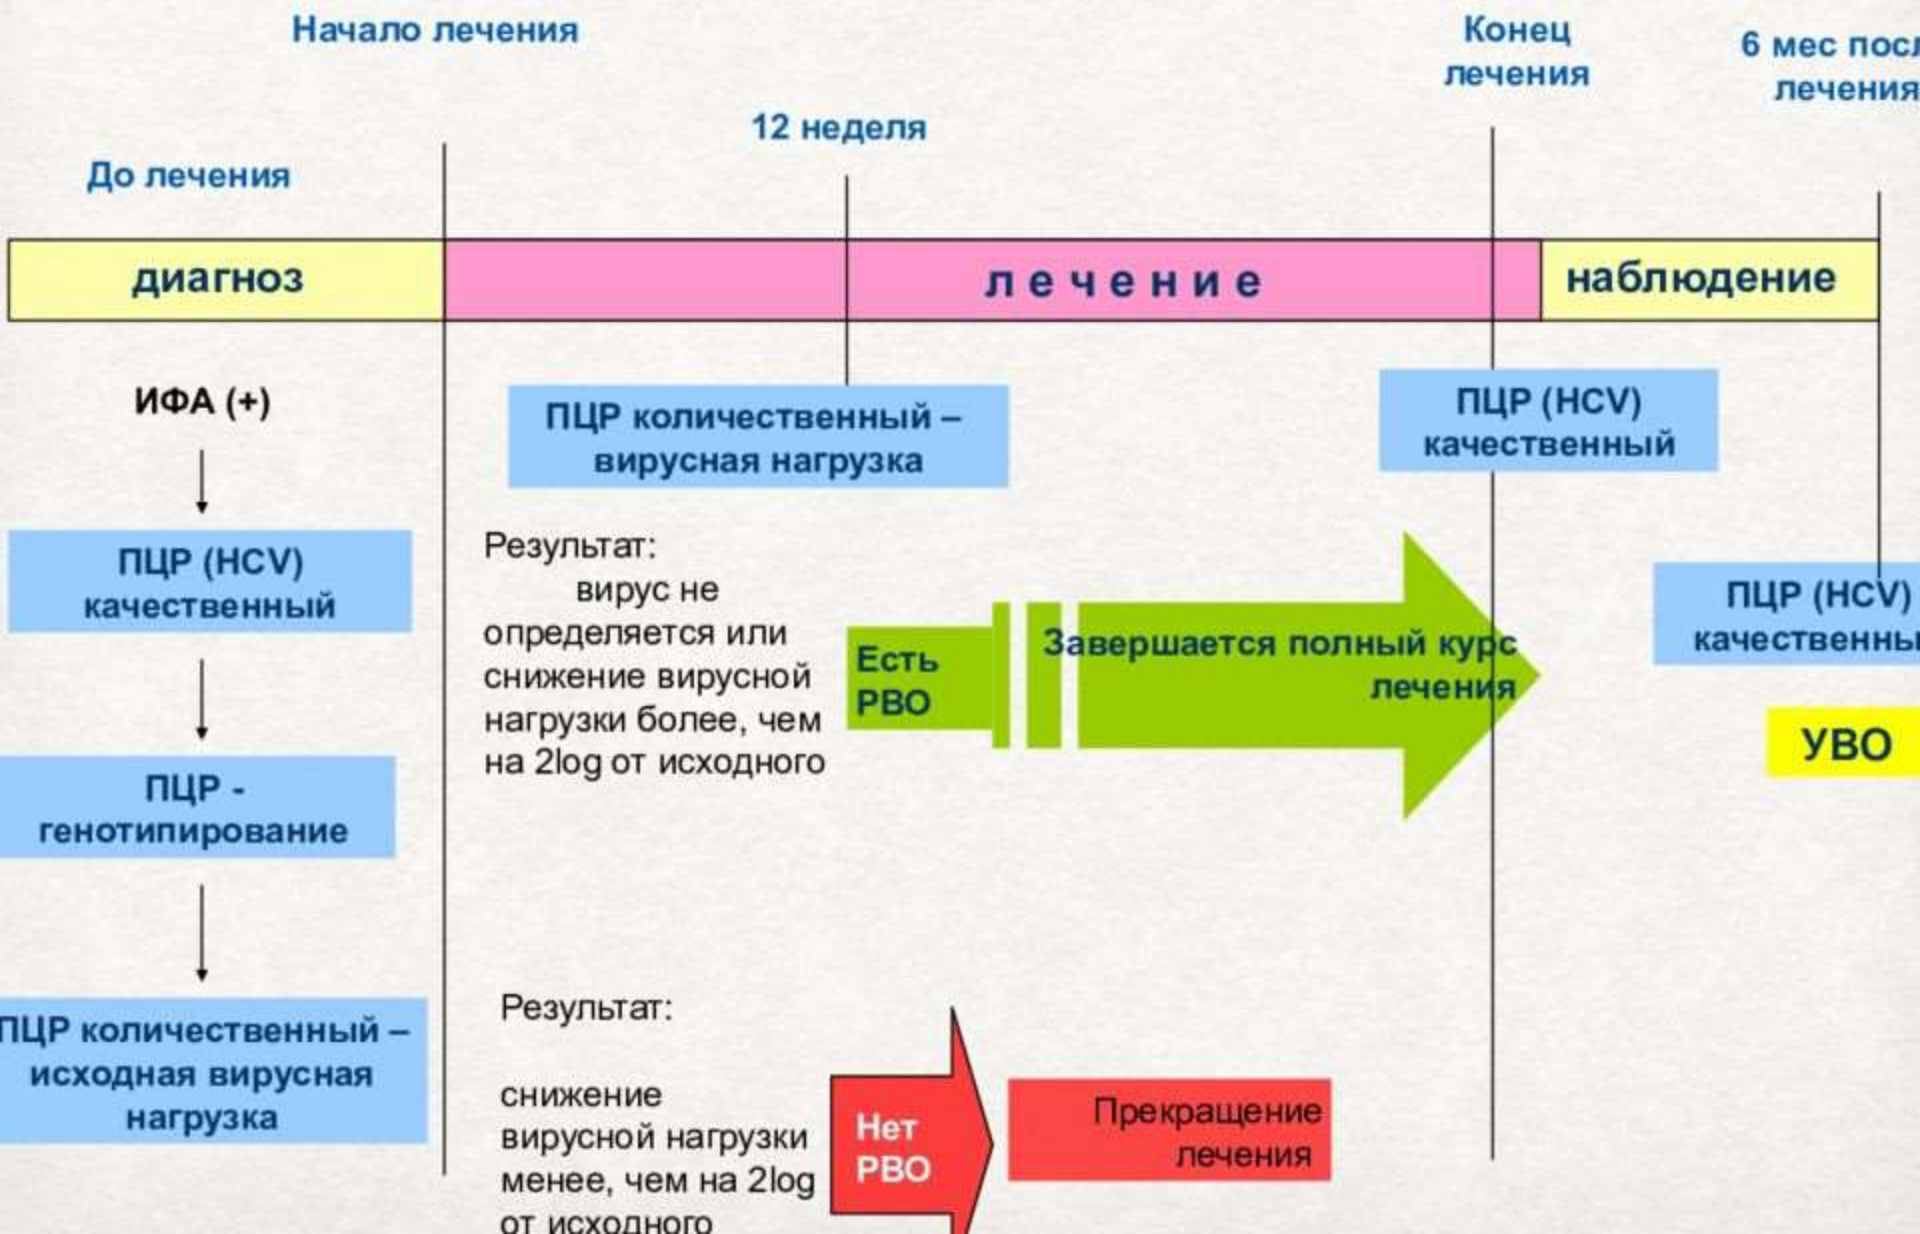 Начало лечения
Конец
лечения
6 мес
лечения
12 неделя
До лечения
диагноз
лечение
наблюдение
ИФА (+)
ПЦР (HCV)
качественный
ПЦР -
генотипирование
ПЦР количественный –
исходная вирусная
нагрузка
ПЦР количественный –
вирусная нагрузка
Результат:
вирус не
определяется или
снижение вирусной
нагрузки более, чем
на 2log от исходного
Есть
РВО
Завершается полный курс
лечения
Результат:
снижение
вирусной нагрузки
менее, чем на 2log
от исходного
Нет
РВО
Прекращение
лечения
ПЦР (HCV)
качественный
ПЦР (HCV)
УВО